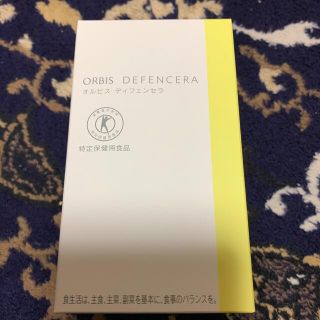 ORBIS DEFENCERA
オルビス ディフェンセラ
特定保健用食品
食生活は、主食、主菜、副菜を基本に、食事のバランスを。